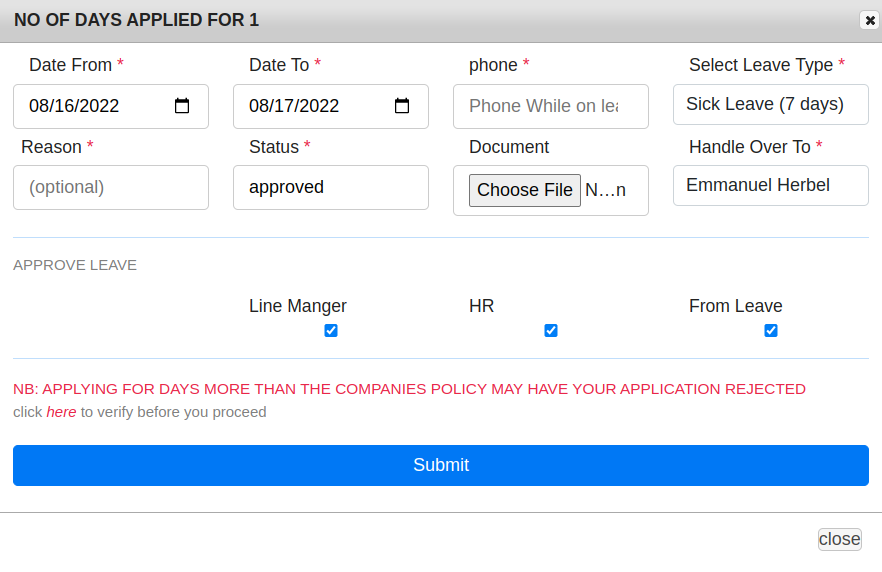 NO OF DAYS APPLIED FOR 1
Date From * Date To * phone * Select Leave Type *
08/16/2022 08/17/2022 Phone While on lea Sick Leave (7 days)
Reason * Status * Document Handle Over To *
(optional) approved Choose File N…n Emmanuel Herbel
APPROVE LEAVE
Line Manger HR From Leave
NB: APPLYING FOR DAYS MORE THAN THE COMPANIES POLICY MAY HAVE YOUR APPLICATION REJECTED
click here to verify before you proceed
Submit
close